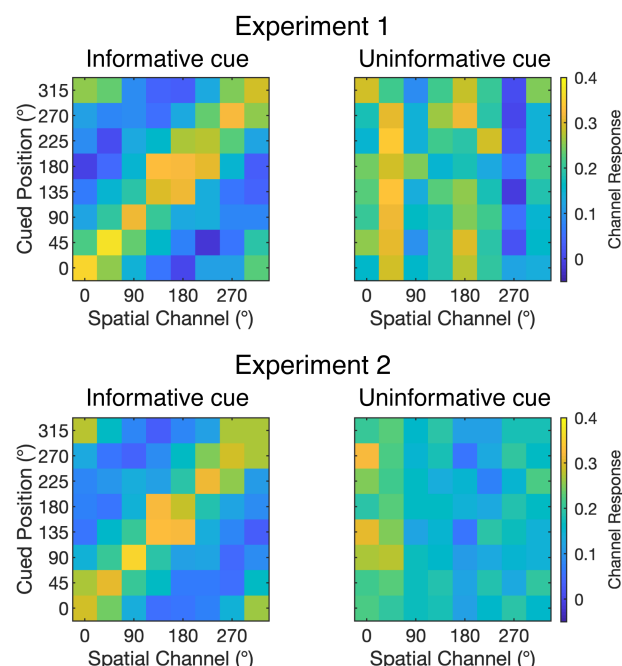 Experiment 1
Informative cue
Uninformative cue
Cued Position (°)
315
270
225
180
135
90
45
0
0 90 180 270
Spatial Channel (°)
0 90 180 270
Spatial Channel (°)
0.4
0.3
0.2
0.1
0
Channel Response
Experiment 2
Informative cue
Uninformative cue
Cued Position (°)
315
270
225
180
135
90
45
0
0 90 180 270
Spatial Channel (°)
0 90 180 270
Spatial Channel (°)
0.4
0.3
0.2
0.1
0
Channel Response